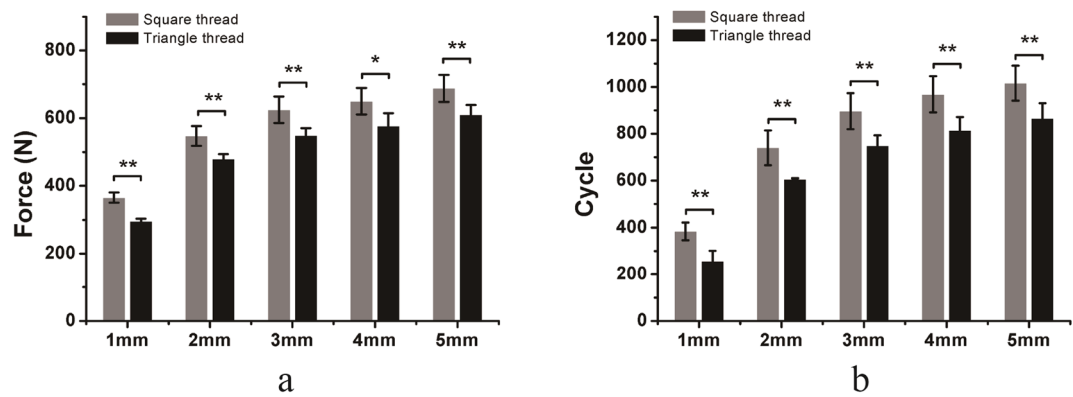 Square thread
Triangle thread
Force (N)
800
600
400
200
0
**
**
**
*
**
1mm 2mm 3mm 4mm 5mm
a
Square thread
Triangle thread
Cycle
1200
1000
800
600
400
200
0
**
**
**
**
**
1mm 2mm 3mm 4mm 5mm
b